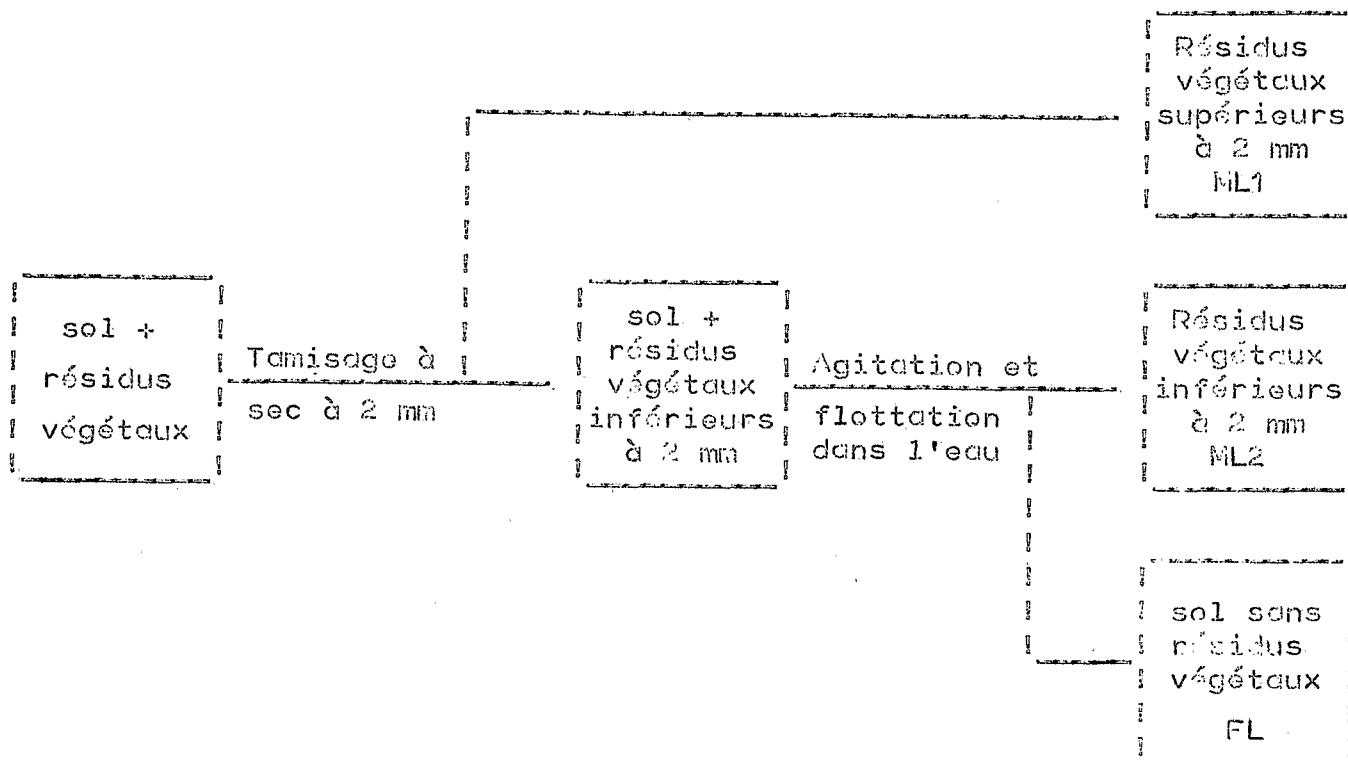 Résidus
végétaux
supérieurs
à 2 mm
ML1
sol +
résidus
végétaux
Tamisage à
sec à 2 mm
sol +
résidus
végétaux
inférieurs
à 2 mm
Agitation et
flottation
dans l'eau
Résidus
végétaux
inférieurs
à 2 mm
ML2
sol sans
résidus
végétaux
FL